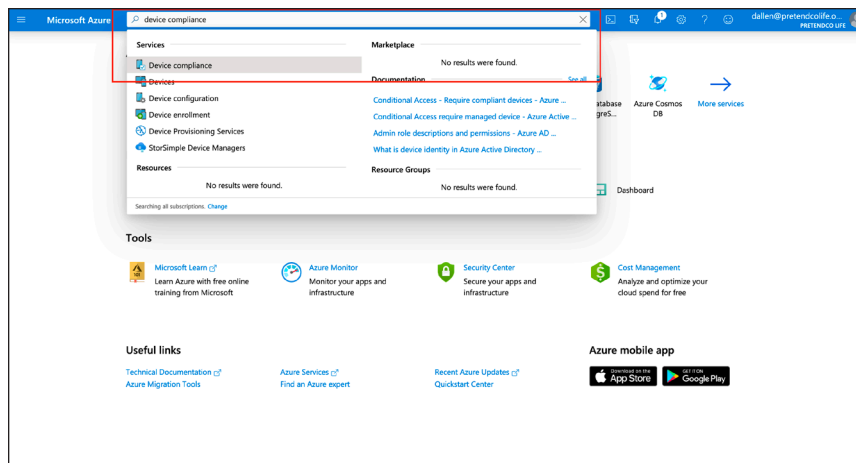 Microsoft Azure
device compliance
1
dallen@pretendcolife.o...
PRETENDCO LIFE
Services
Device compliance
Devices
Device configuration
Device enrollment
Device Provisioning Services
StorSimple Device Managers
Resources
No results were found.
Marketplace
No results were found.
Documentation
See all
Conditional Access - Require compliant devices - Azure ...
Conditional Access require managed device - Azure Active ...
Admin role descriptions and permissions - Azure AD ...
What is device identity in Azure Active Directory ...
Resource Groups
No results were found.
Searching all subscriptions. Change
atabase
greS...
Azure Cosmos
DB
More services
Dashboard
Tools
Microsoft Learn
Learn Azure with free online
training from Microsoft
Azure Monitor
Monitor your apps and
infrastructure
Security Center
Secure your apps and
infrastructure
Cost Management
Analyze and optimize your
cloud spend for free
Useful links
Technical Documentation
Azure Migration Tools
Azure Services
Find an Azure expert
Recent Azure Updates
Quickstart Center
Azure mobile app
Download on the
App Store
GET IT ON
Google Play